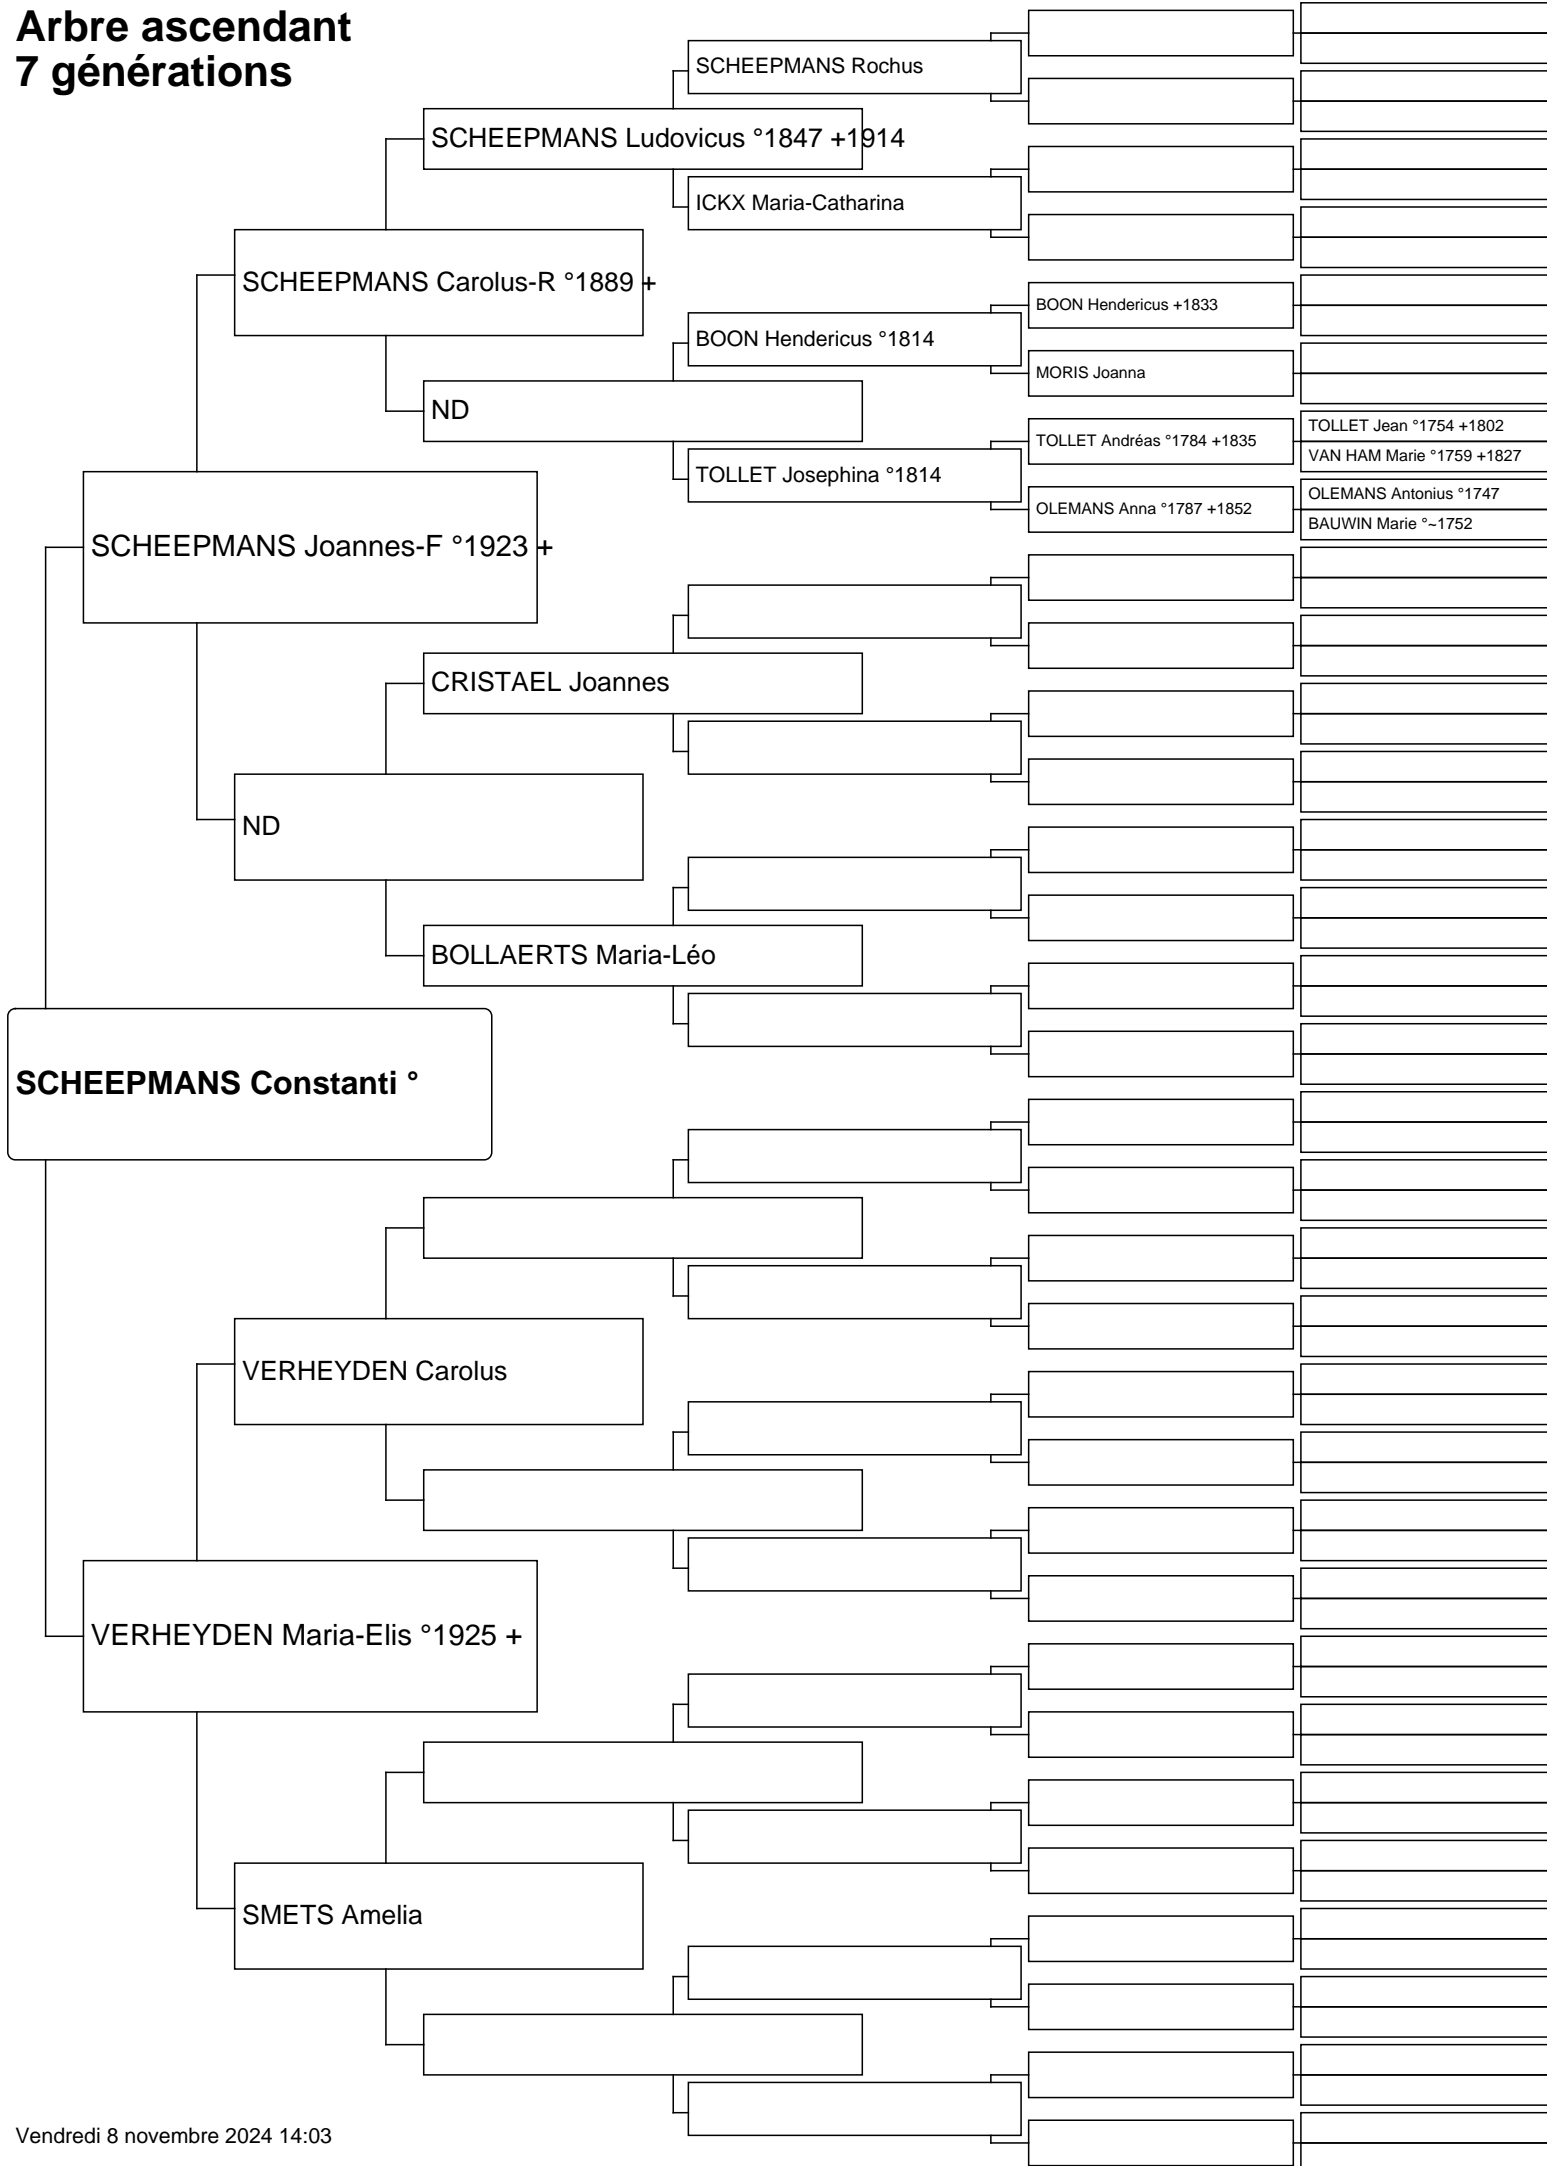 Arbre ascendant
7 générations
SCHEEPMANS Rochus
SCHEEPMANS Ludovicus °1847 +1914
ICKX Maria-Catharina
SCHEEPMANS Carolus-R °1889 +
BOON Hendericus +1833
BOON Hendericus °1814
MORIS Joanna
ND
TOLLET Jean °1754 +1802
TOLLET Andréas °1784 +1835
VAN HAM Marie °1759 +1827
TOLLET Josephina °1814
OLEMANS Antonius °1747
OLEMANS Anna °1787 +1852
BAUWIN Marie °~1752
SCHEEPMANS Joannes-F °1923 +
CRISTAEL Joannes
ND
BOLLAERTS Maria-Léo
SCHEEPMANS Constanti °
VERHEYDEN Carolus
VERHEYDEN Maria-Elis °1925 +
SMETS Amelia
Vendredi 8 novembre 2024 14:03